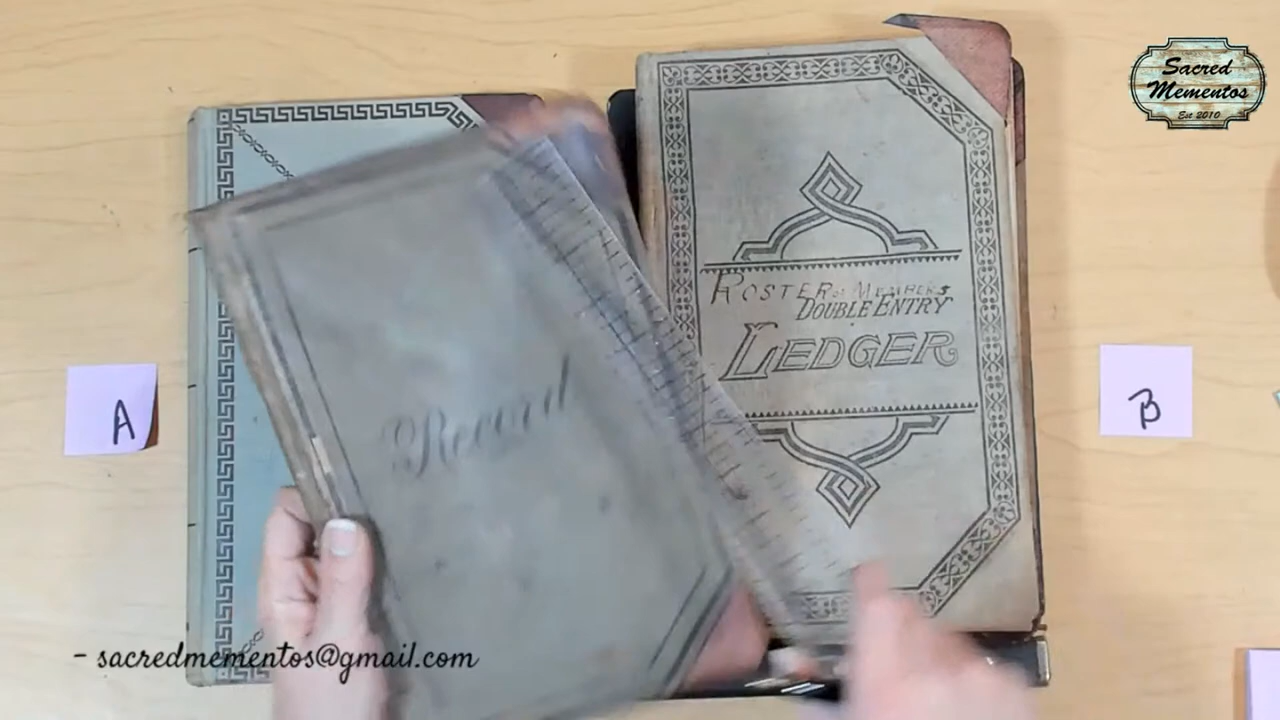 Sacred
Mementos
Est 2010
ROSTER OF MEMBERS
DOUBLE ENTRY
LEDGER
Record
A
B
- sacredmementos@gmail.com